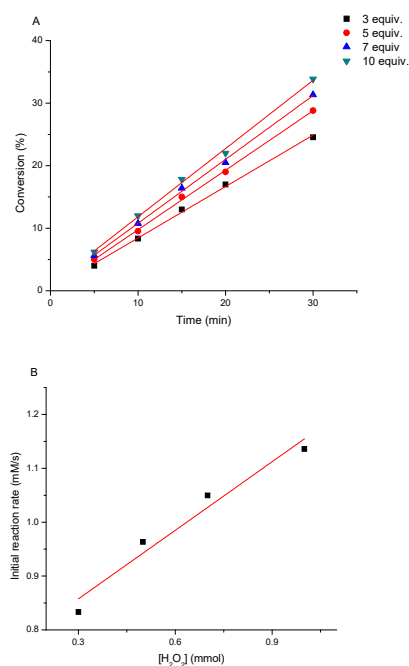 A
3 equiv.
5 equiv.
7 equiv
10 equiv.
40
30
20
10
0
Conversion (%)
0 10 20 30
Time (min)
B
1.2
1.1
1.0
0.9
0.8
Initial reaction rate (mM/s)
0.3 0.6 0.9
[H₂O₂] (mmol)